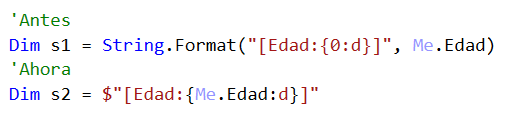 'Antes
Dim s1 = String.Format("[Edad:{0:d}]", Me.Edad)
'Ahora
Dim s2 = $"[Edad:{Me.Edad:d}]"